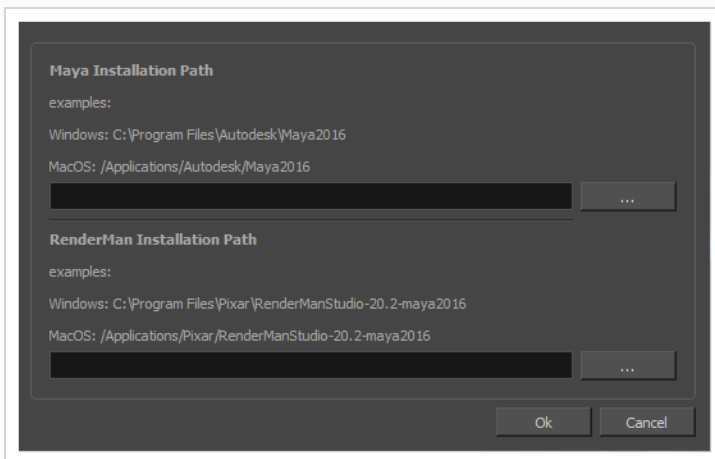 Maya Installation Path
examples:
Windows: C:\Program Files\Autodesk\Maya2016
MacOS: /Applications/Autodesk/Maya2016
...
RenderMan Installation Path
examples:
Windows: C:\Program Files\Pixar\RenderManStudio-20.2-maya2016
MacOS: /Applications/Pixar/RenderManStudio-20.2-maya2016
...
Ok Cancel